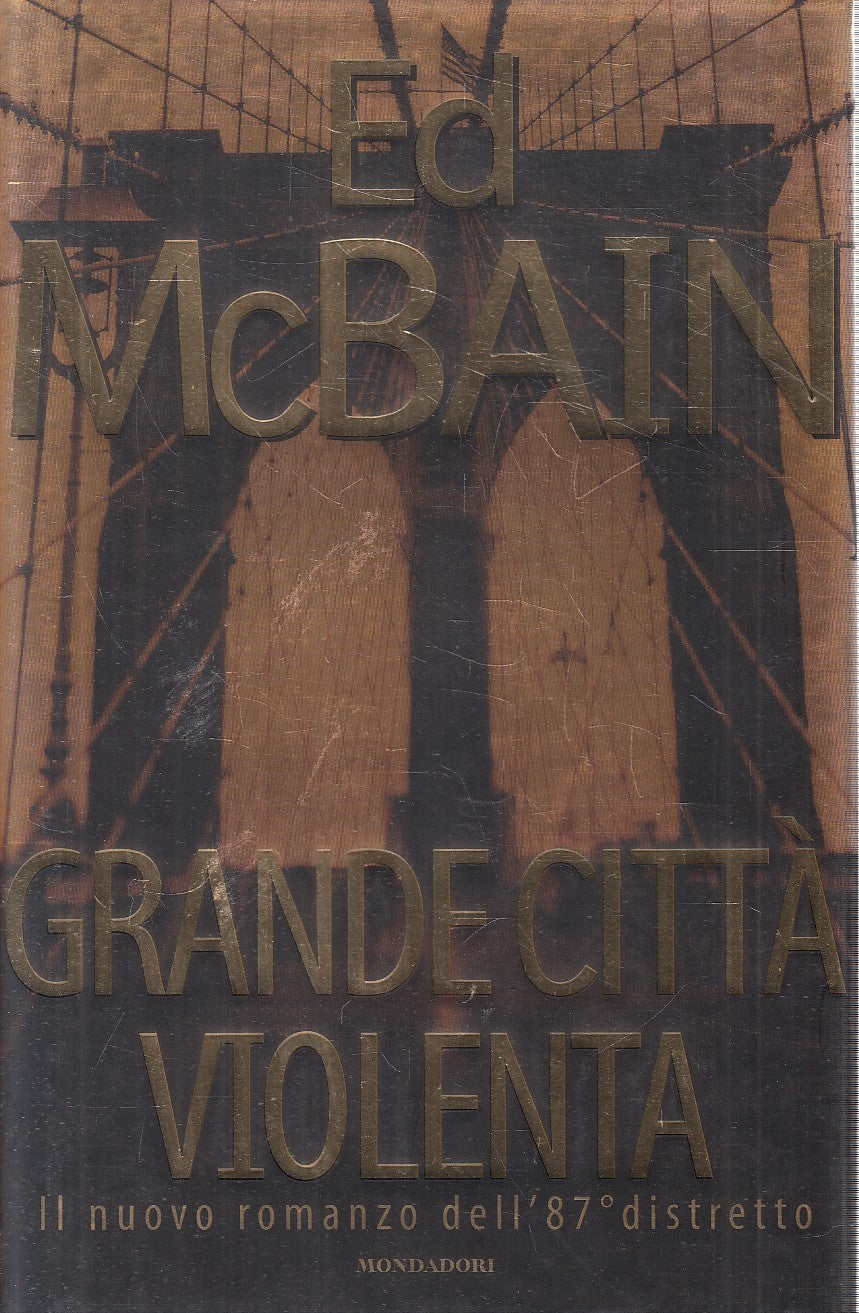 Ed
McBAIN
GRANDE CITTÀ
VIOLENTA
Il nuovo romanzo dell'87° distretto
MONDADORI